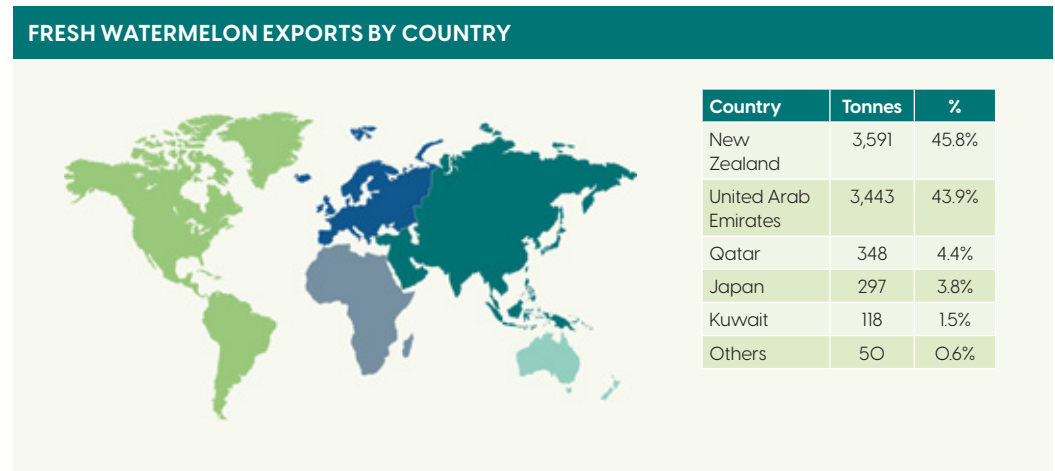 FRESH WATERMELON EXPORTS BY COUNTRY
Country Tonnes %
New 3,591 45.8%
Zealand
United Arab 3,443 43.9%
Emirates
Qatar 348 4.4%
Japan 297 3.8%
Kuwait 118 1.5%
Others 50 0.6%